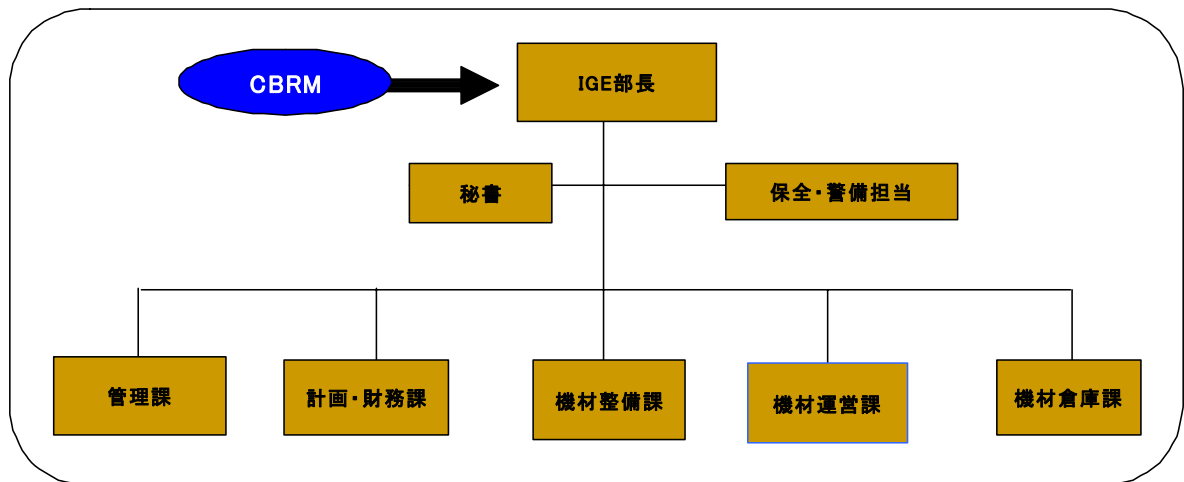 CBRM
IGE部長
秘書
保全・警備担当
管理課
計画・財務課
機材整備課
機材運営課
機材倉庫課